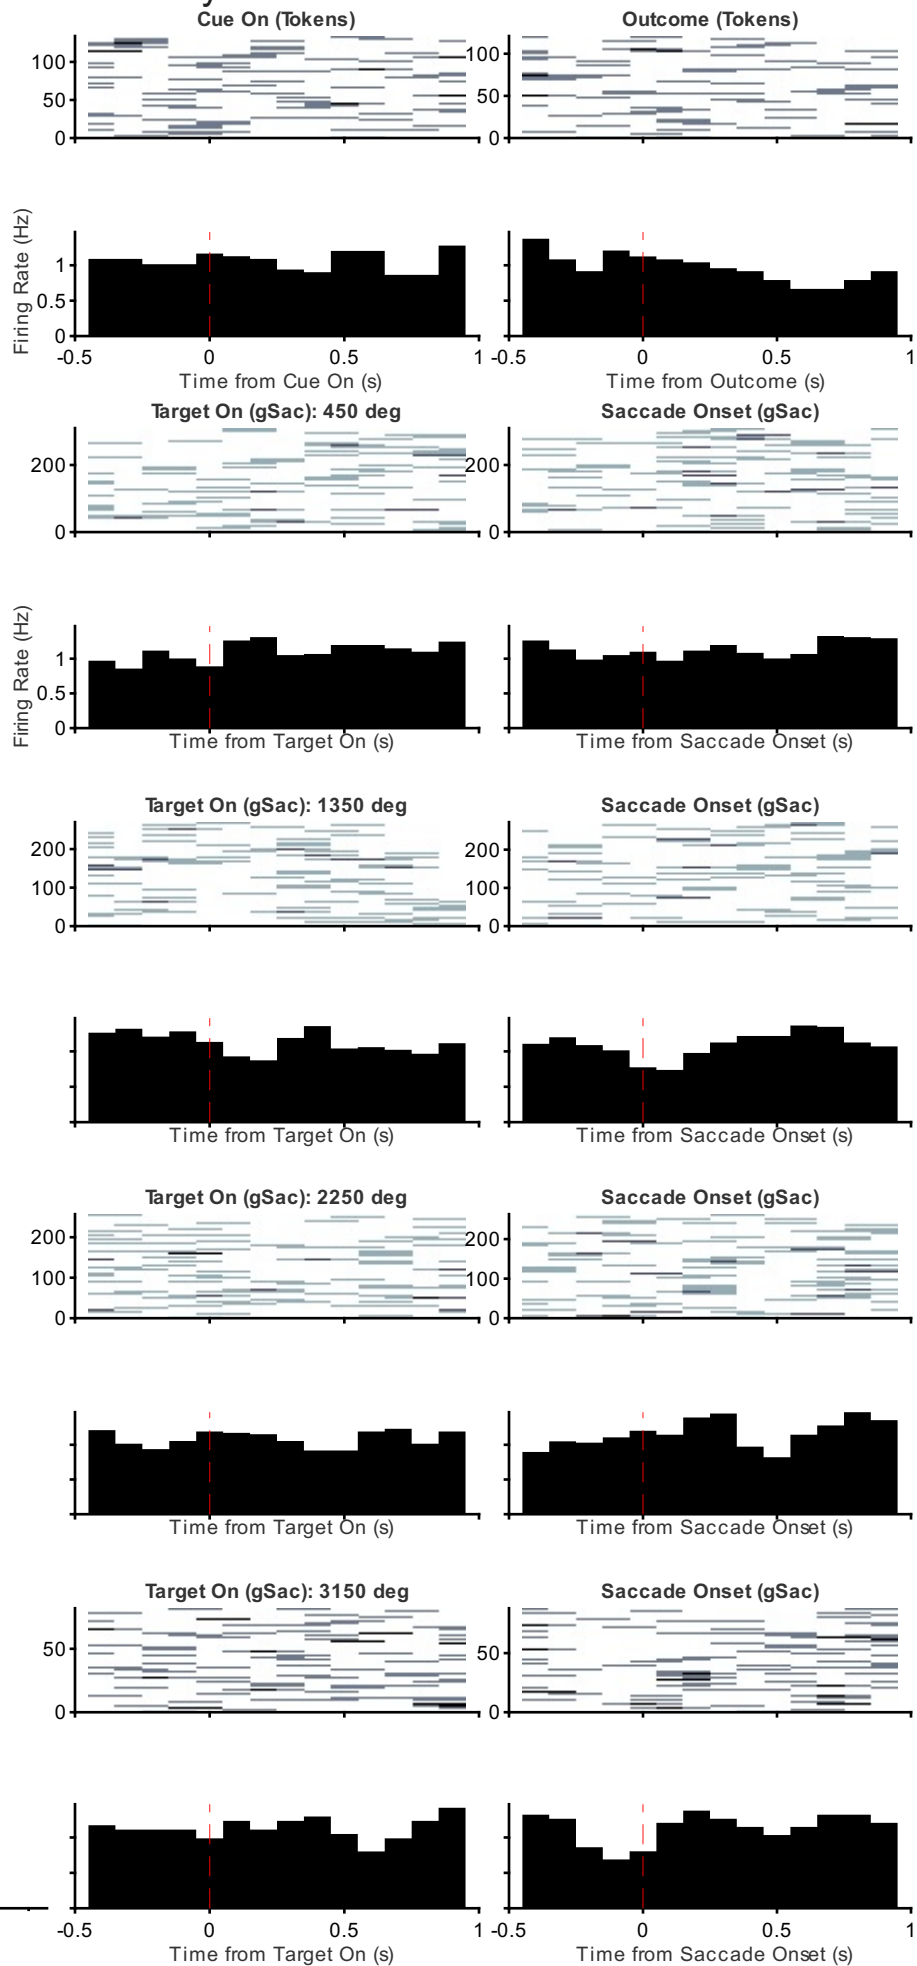 Cue On (Tokens)
Outcome (Tokens)
100
50
0
100
50
0
Firing Rate (Hz)
1
0.5
0
-0.5 0 0.5 1
-0.5 0 0.5 1
Time from Cue On (s)
Time from Outcome (s)
Target On (gSac): 450 deg
Saccade Onset (gSac)
200
0
200
0
Firing Rate (Hz)
1
0.5
0
Time from Target On (s)
Time from Saccade Onset (s)
Target On (gSac): 1350 deg
Saccade Onset (gSac)
200
100
0
200
100
0
Time from Target On (s)
Time from Saccade Onset (s)
Target On (gSac): 2250 deg
Saccade Onset (gSac)
200
100
0
200
100
0
Time from Target On (s)
Time from Saccade Onset (s)
Target On (gSac): 3150 deg
Saccade Onset (gSac)
50
0
50
0
-0.5 0 0.5 1
-0.5 0 0.5 1
Time from Target On (s)
Time from Saccade Onset (s)